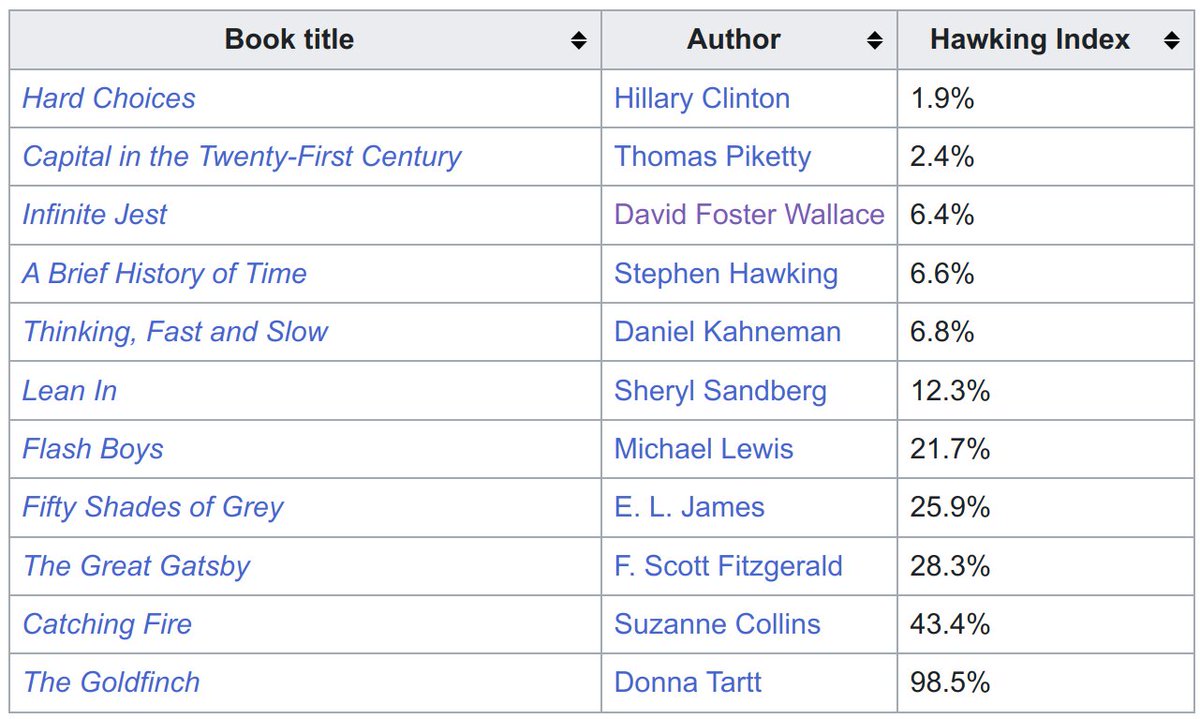 Book title Author Hawking Index
Hard Choices Hillary Clinton 1.9%
Capital in the Twenty-First Century Thomas Piketty 2.4%
Infinite Jest David Foster Wallace 6.4%
A Brief History of Time Stephen Hawking 6.6%
Thinking, Fast and Slow Daniel Kahneman 6.8%
Lean In Sheryl Sandberg 12.3%
Flash Boys Michael Lewis 21.7%
Fifty Shades of Grey E. L. James 25.9%
The Great Gatsby F. Scott Fitzgerald 28.3%
Catching Fire Suzanne Collins 43.4%
The Goldfinch Donna Tartt 98.5%